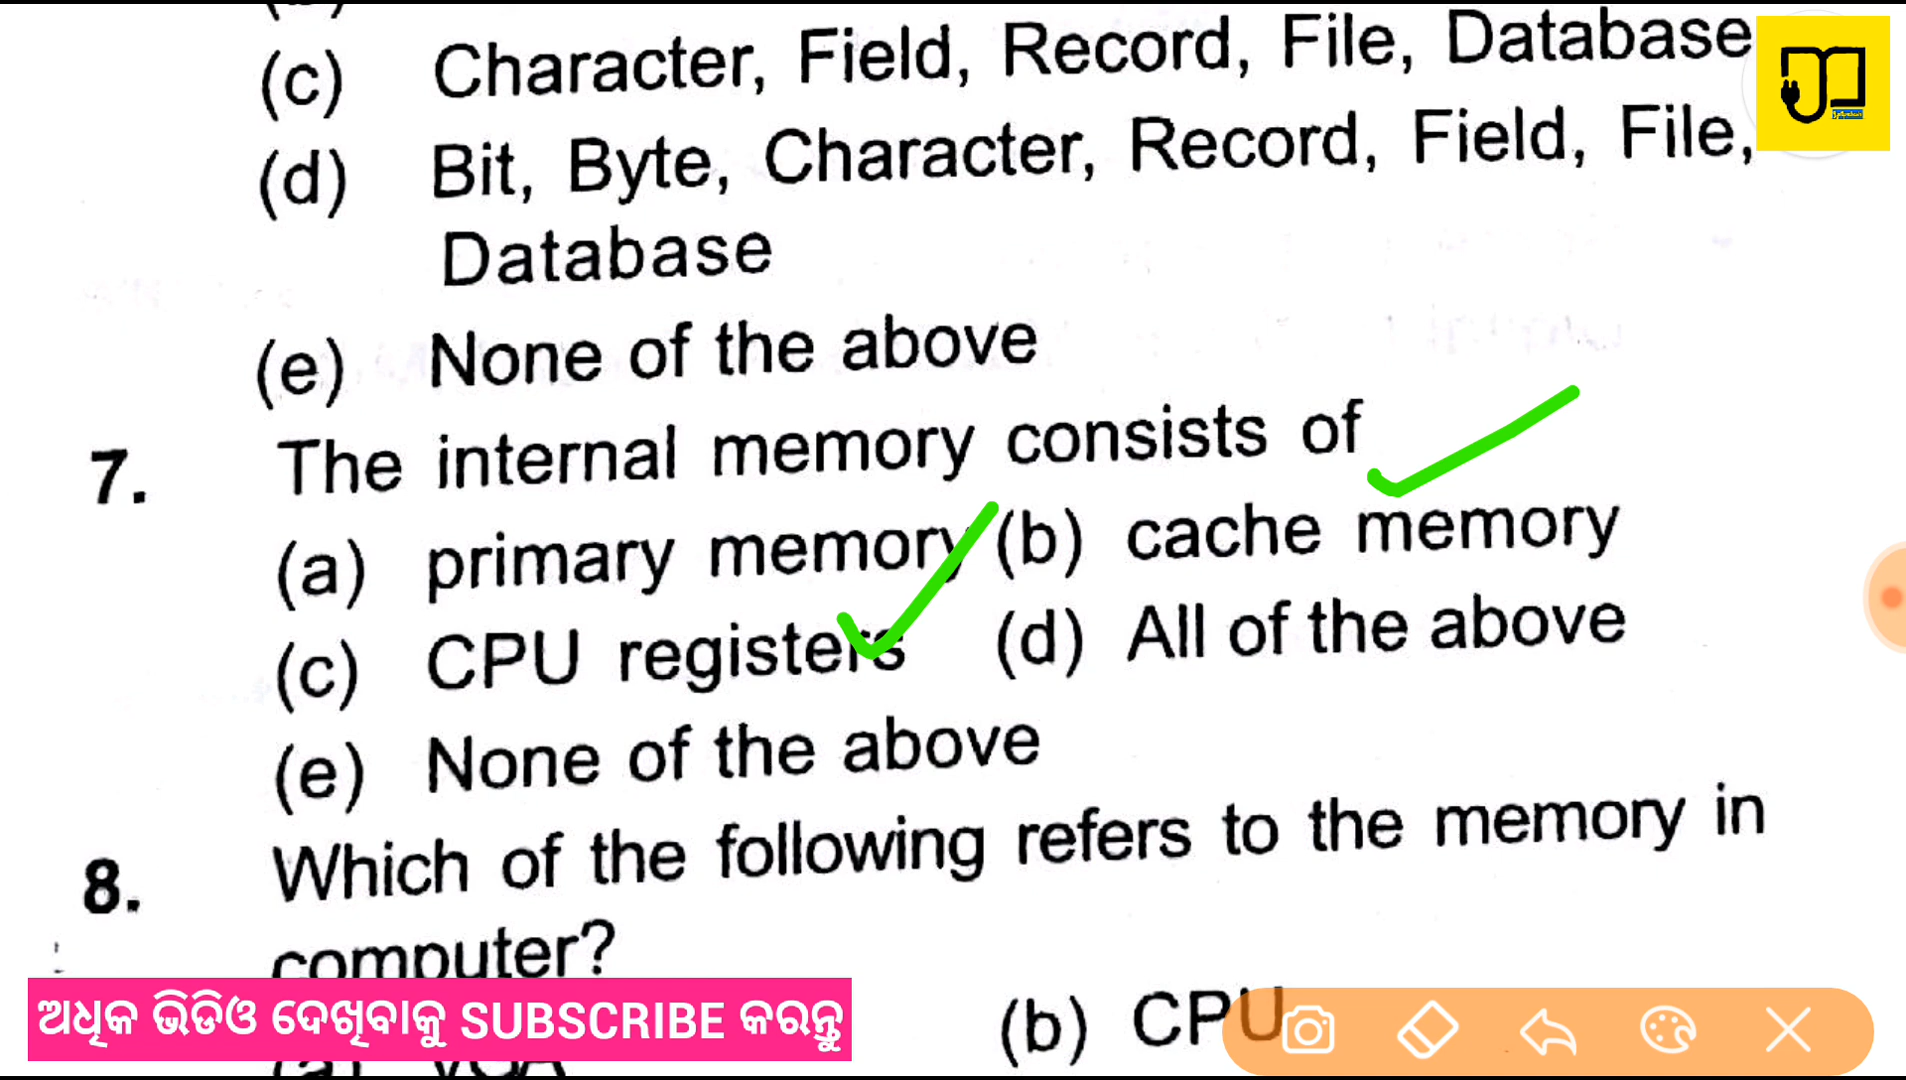 (c) Character, Field, Record, File, Database
(d) Bit, Byte, Character, Record, Field, File,
Database
(e) None of the above
7. The internal memory consists of
(a) primary memory (b) cache memory
(c) CPU registers (d) All of the above
(e) None of the above
8. Which of the following refers to the memory in
computer?
ଅଧିକ ଭିଡିଓ ଦେଖିବାକୁ SUBSCRIBE କରନ୍ତୁ
(a) VGA (b) CPU